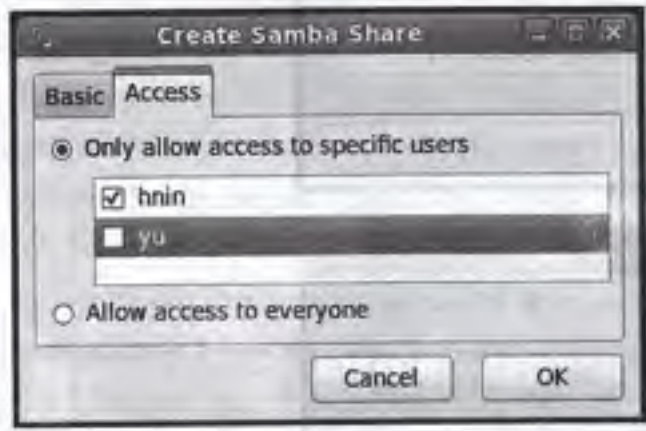 Create Samba Share
Basic Access
Only allow access to specific users
hnin
yu
Allow access to everyone
Cancel OK